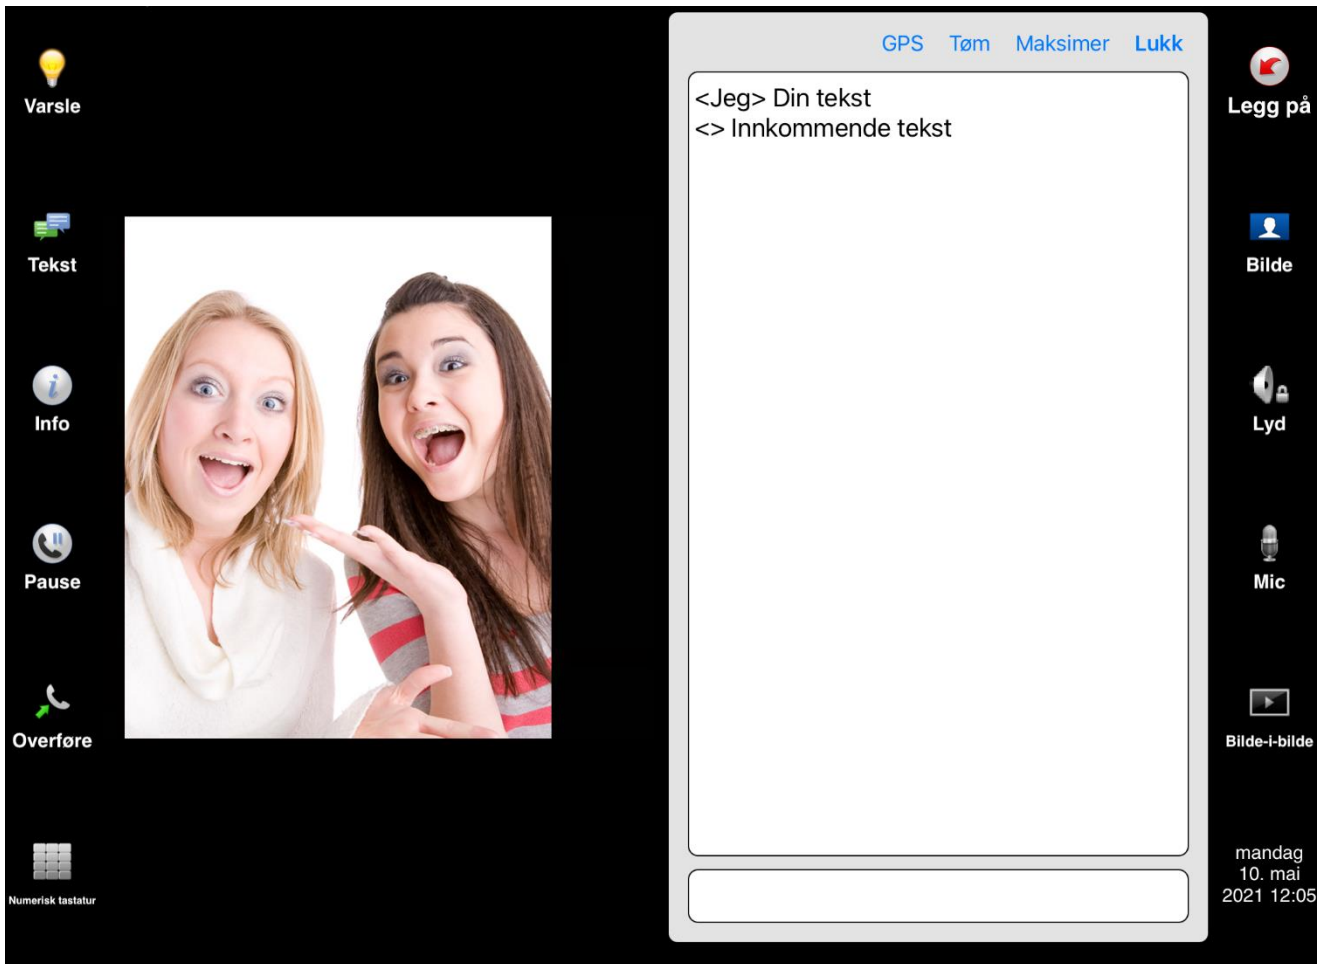 Varsle
Tekst
Info
Pause
Overføre
Numerisk tastatur
GPS Tøm Maksimer Lukk
<Jeg> Din tekst
<> Innkommende tekst
Legg på
Bilde
Lyd
Mic
Bilde-i-bilde
mandag
10. mai
2021 12:05